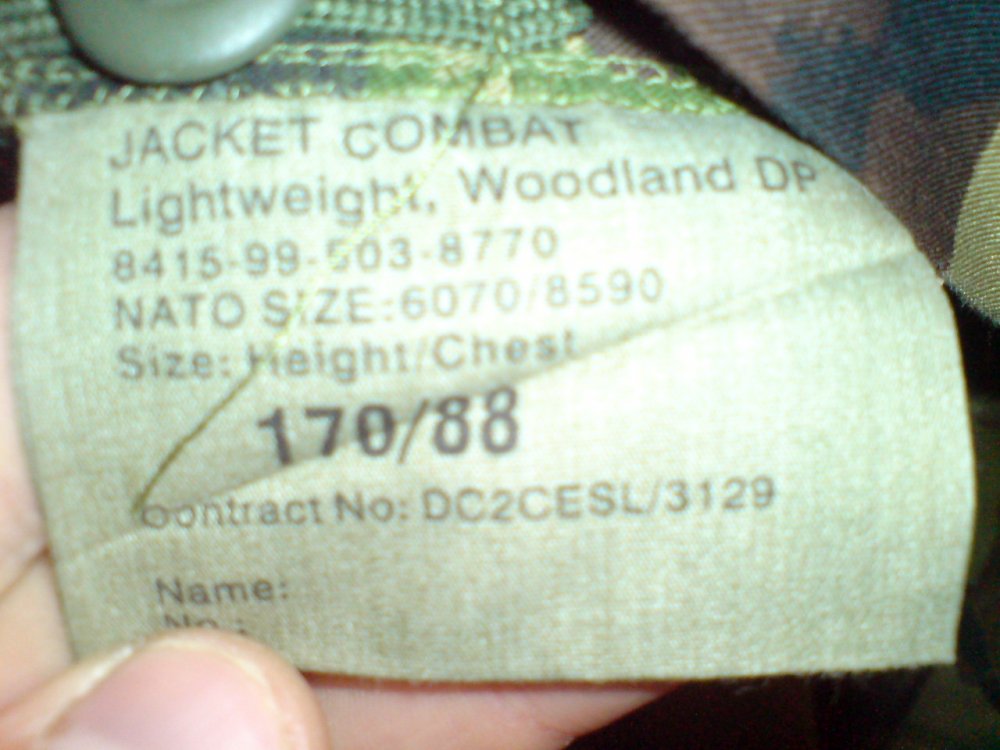 JACKET COMBAT
Lightweight, Woodland DP
8415-99-503-8770
NATO SIZE:6070/8590
Size: Height/Chest
170/88
Contract No: DC2CESL/3129
Name:
No.: